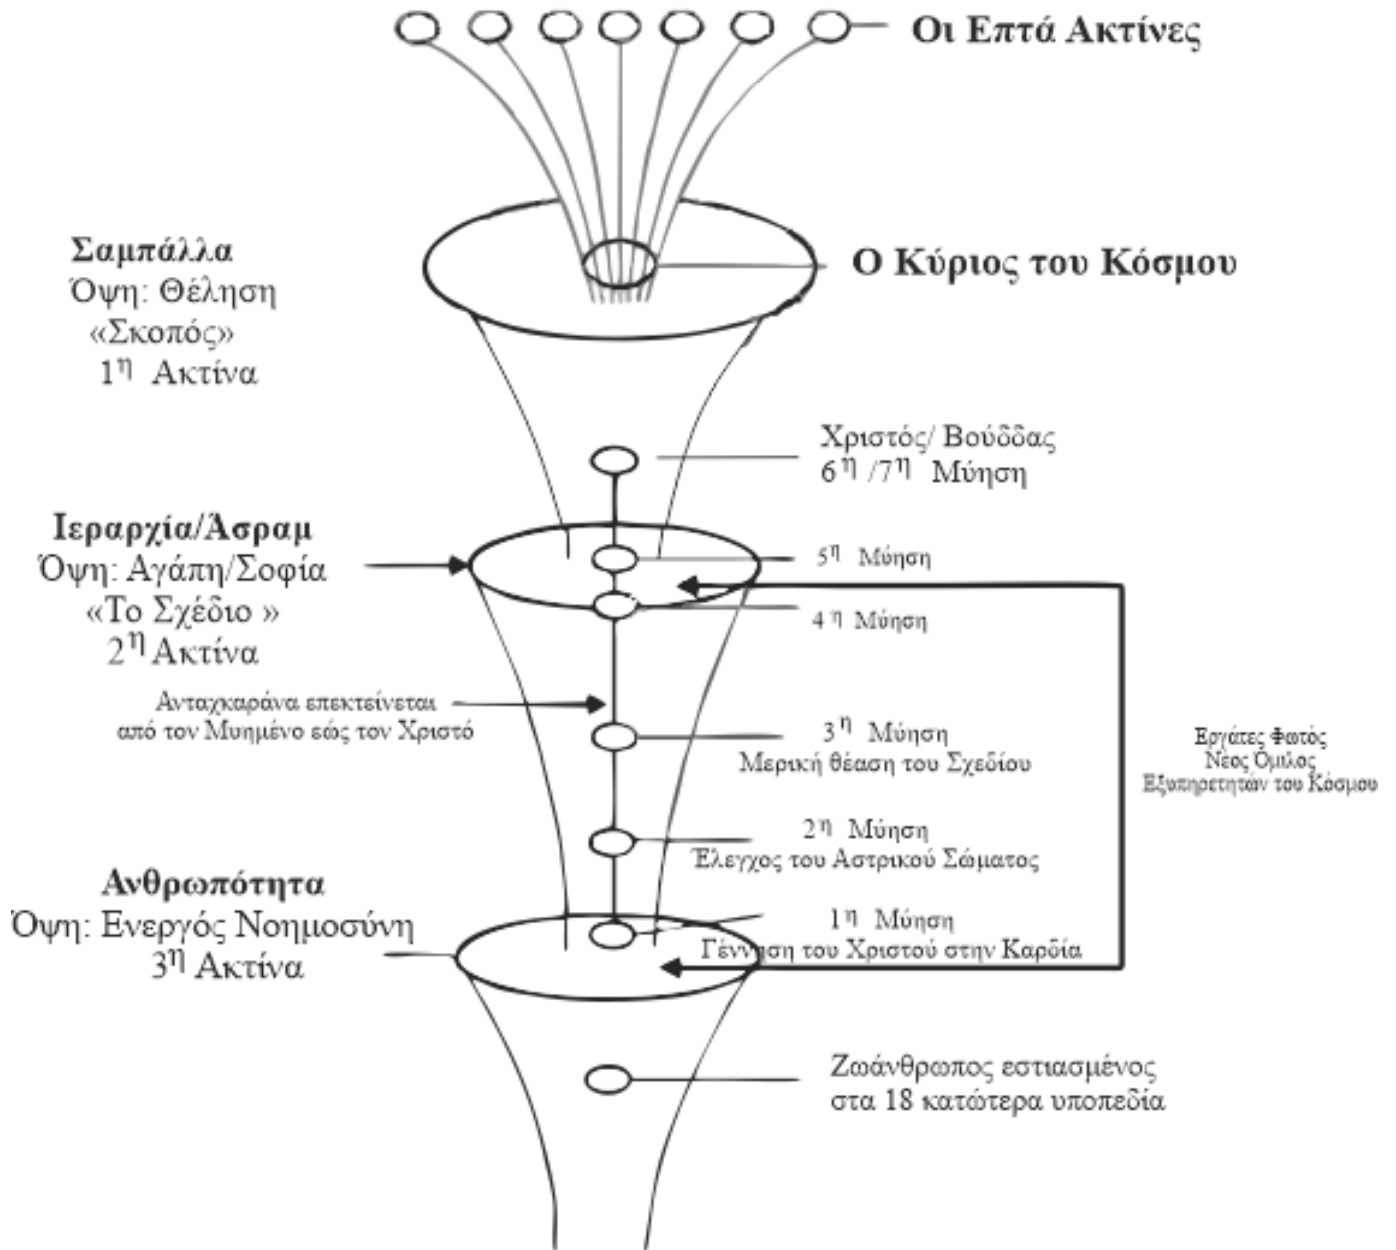 Οι Επτά Ακτίνες
Σαμπάλλα
Όψη: Θέληση
«Σκοπός»
1η Ακτίνα
Ο Κύριος του Κόσμου
Χριστός/ Βούδδας
6η /7η Μύηση
Ιεραρχία/Άσραμ
Όψη: Αγάπη/Σοφία
«Το Σχέδιο »
2η Ακτίνα
5η Μύηση
4η Μύηση
Ανταχκαράνα επεκτείνεται
από τον Μυημένο εώς τον Χριστό
3η Μύηση
Μερική θέαση του Σχεδίου
Εργάτες Φωτός
Νέος Όμιλος
Εξυπηρετητών του Κόσμου
2η Μύηση
Έλεγχος του Αστρικού Σώματος
Ανθρωπότητα
Όψη: Ενεργός Νοημοσύνη
3η Ακτίνα
1η Μύηση
Γέννηση του Χριστού στην Καρδία
Ζωάνθρωπος εστιασμένος
στα 18 κατώτερα υποπεδία